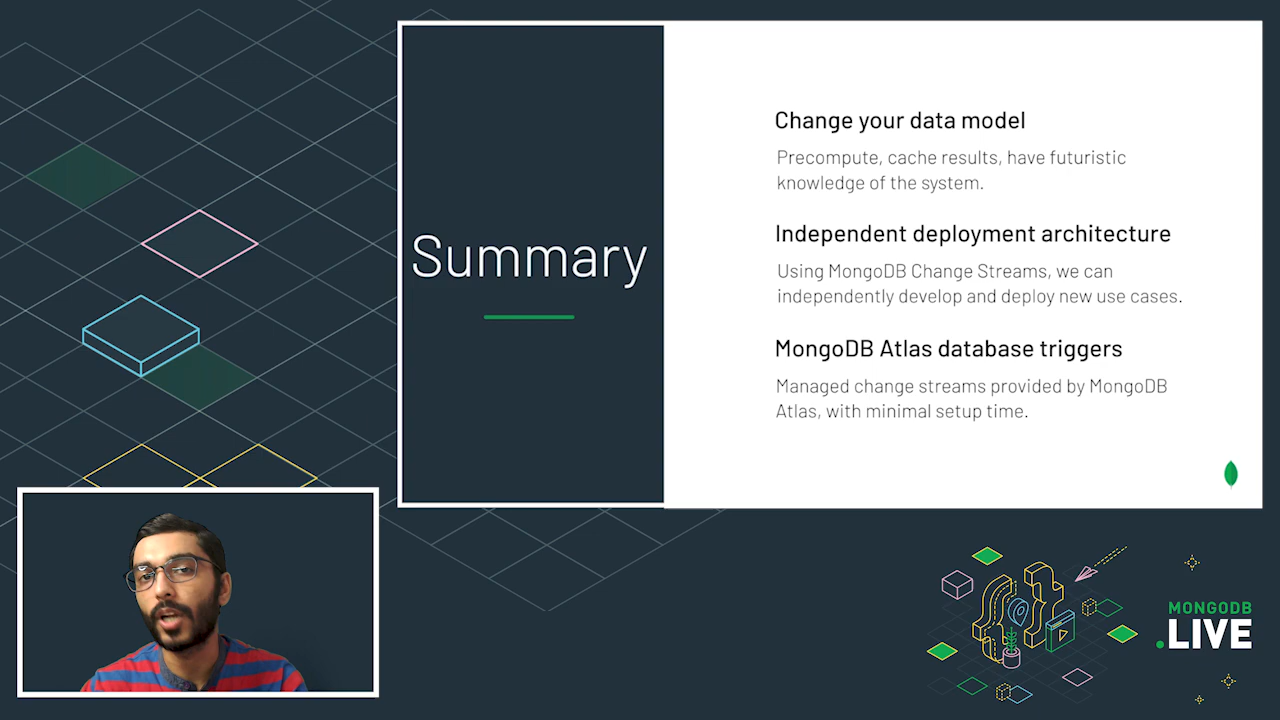 Summary
Change your data model
Precompute, cache results, have futuristic
knowledge of the system.
Independent deployment architecture
Using MongoDB Change Streams, we can
independently develop and deploy new use cases.
MongoDB Atlas database triggers
Managed change streams provided by MongoDB
Atlas, with minimal setup time.
MONGODB
.LIVE